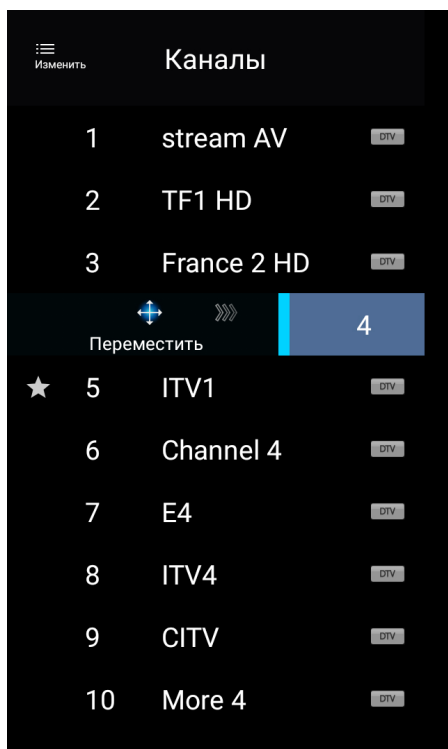 Изменить
Каналы
1 stream AV DTV
2 TF1 HD DTV
3 France 2 HD DTV
Переместить 4
5 ITV1 DTV
6 Channel 4 DTV
7 E4 DTV
8 ITV4 DTV
9 CITV DTV
10 More 4 DTV